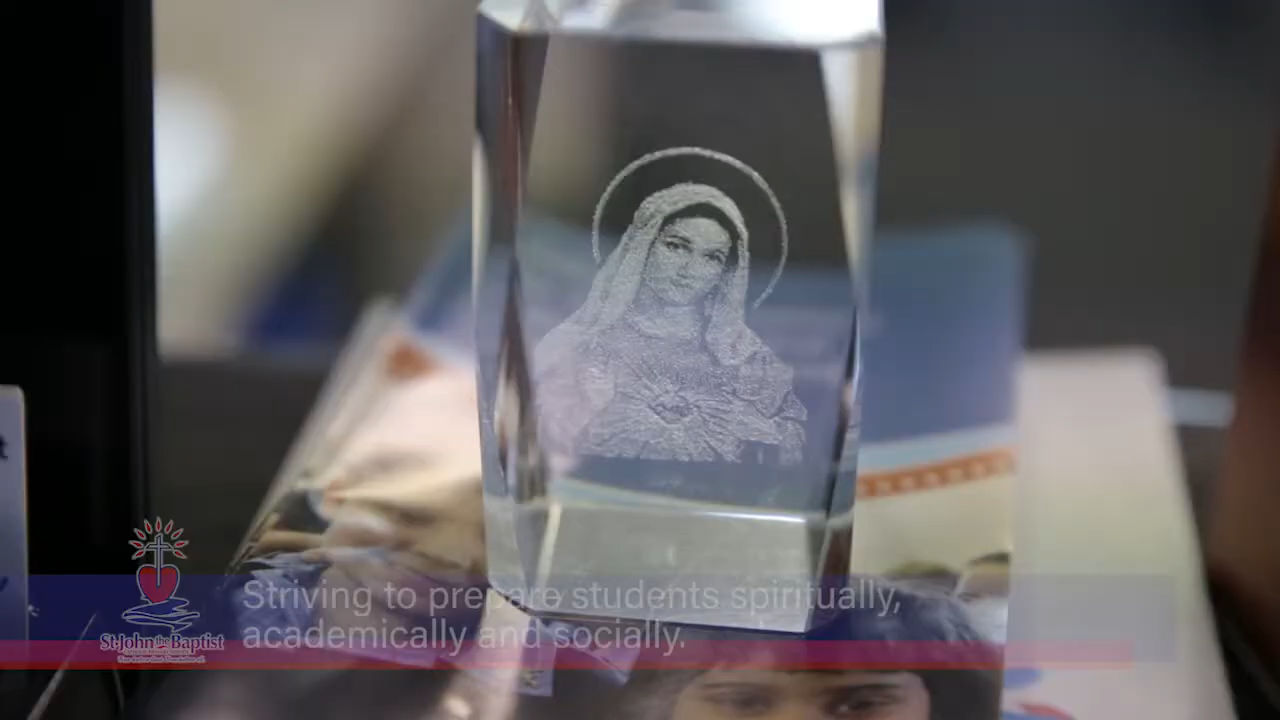 Striving to prepare students spiritually,
academically and socially.
St·John the Baptist